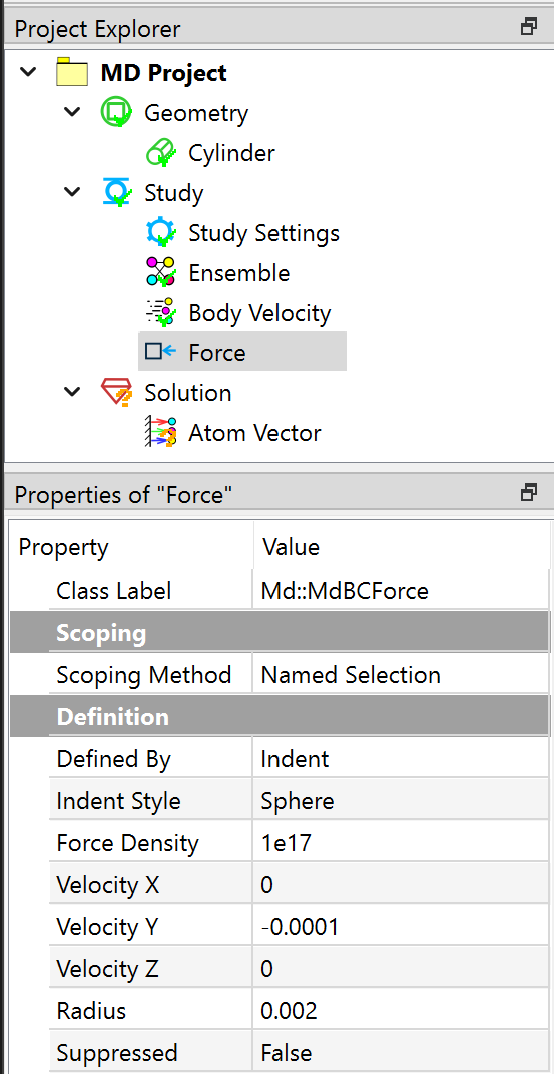 Project Explorer
MD Project
Geometry
Cylinder
Study
Study Settings
Ensemble
Body Velocity
Force
Solution
Atom Vector
Properties of "Force"
Property Value
Class Label Md::MdBCForce
Scoping
Scoping Method Named Selection
Definition
Defined By Indent
Indent Style Sphere
Force Density 1e17
Velocity X 0
Velocity Y -0.0001
Velocity Z 0
Radius 0.002
Suppressed False